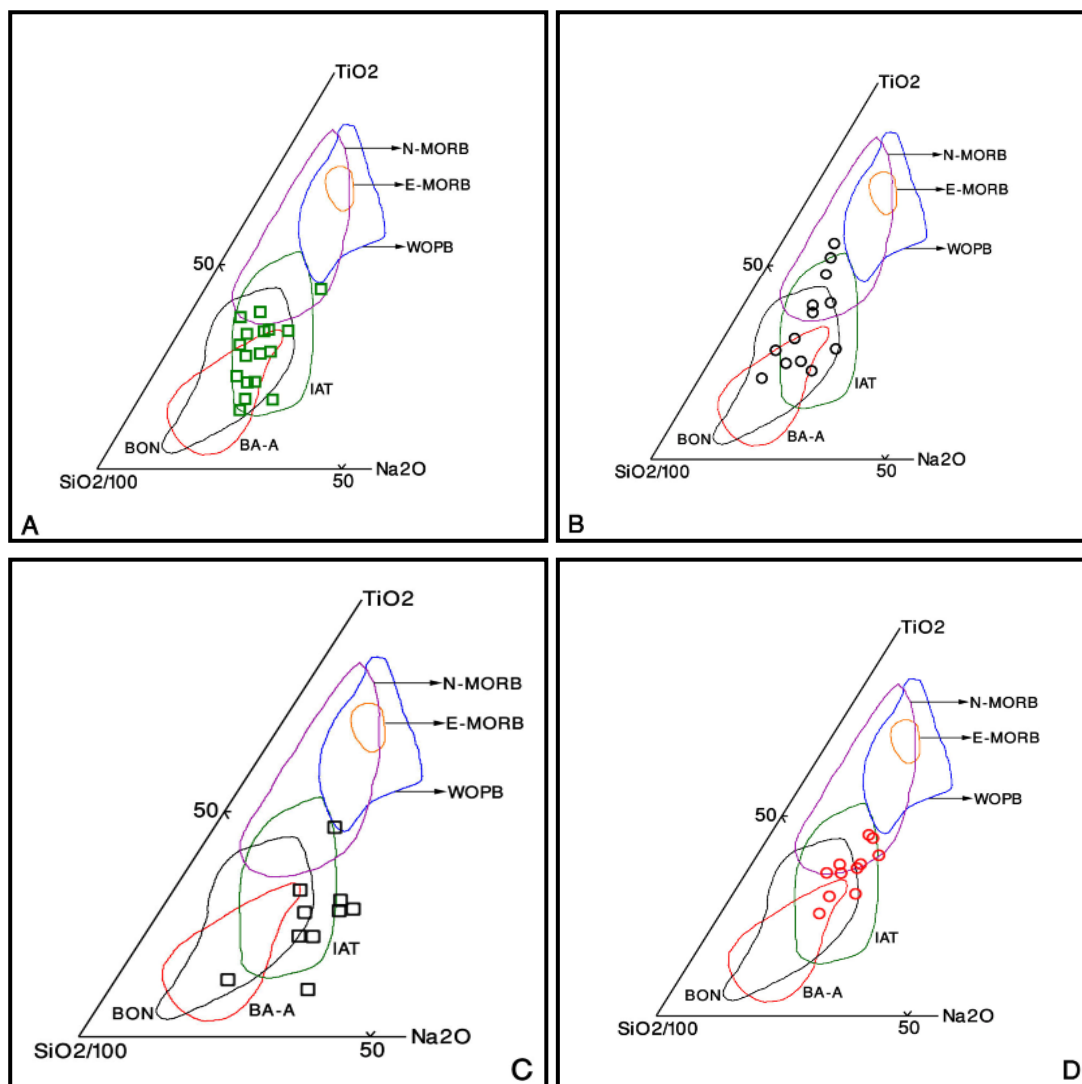 TiO2
N-MORB
E-MORB
WOPB
50
IAT
BON
BA-A
SiO2/100
50
Na2O
A
TiO2
N-MORB
E-MORB
WOPB
50
IAT
BON
BA-A
SiO2/100
50
Na2O
B
TiO2
N-MORB
E-MORB
WOPB
50
IAT
BON
BA-A
SiO2/100
50
Na2O
C
TiO2
N-MORB
E-MORB
WOPB
50
IAT
BON
BA-A
SiO2/100
50
Na2O
D